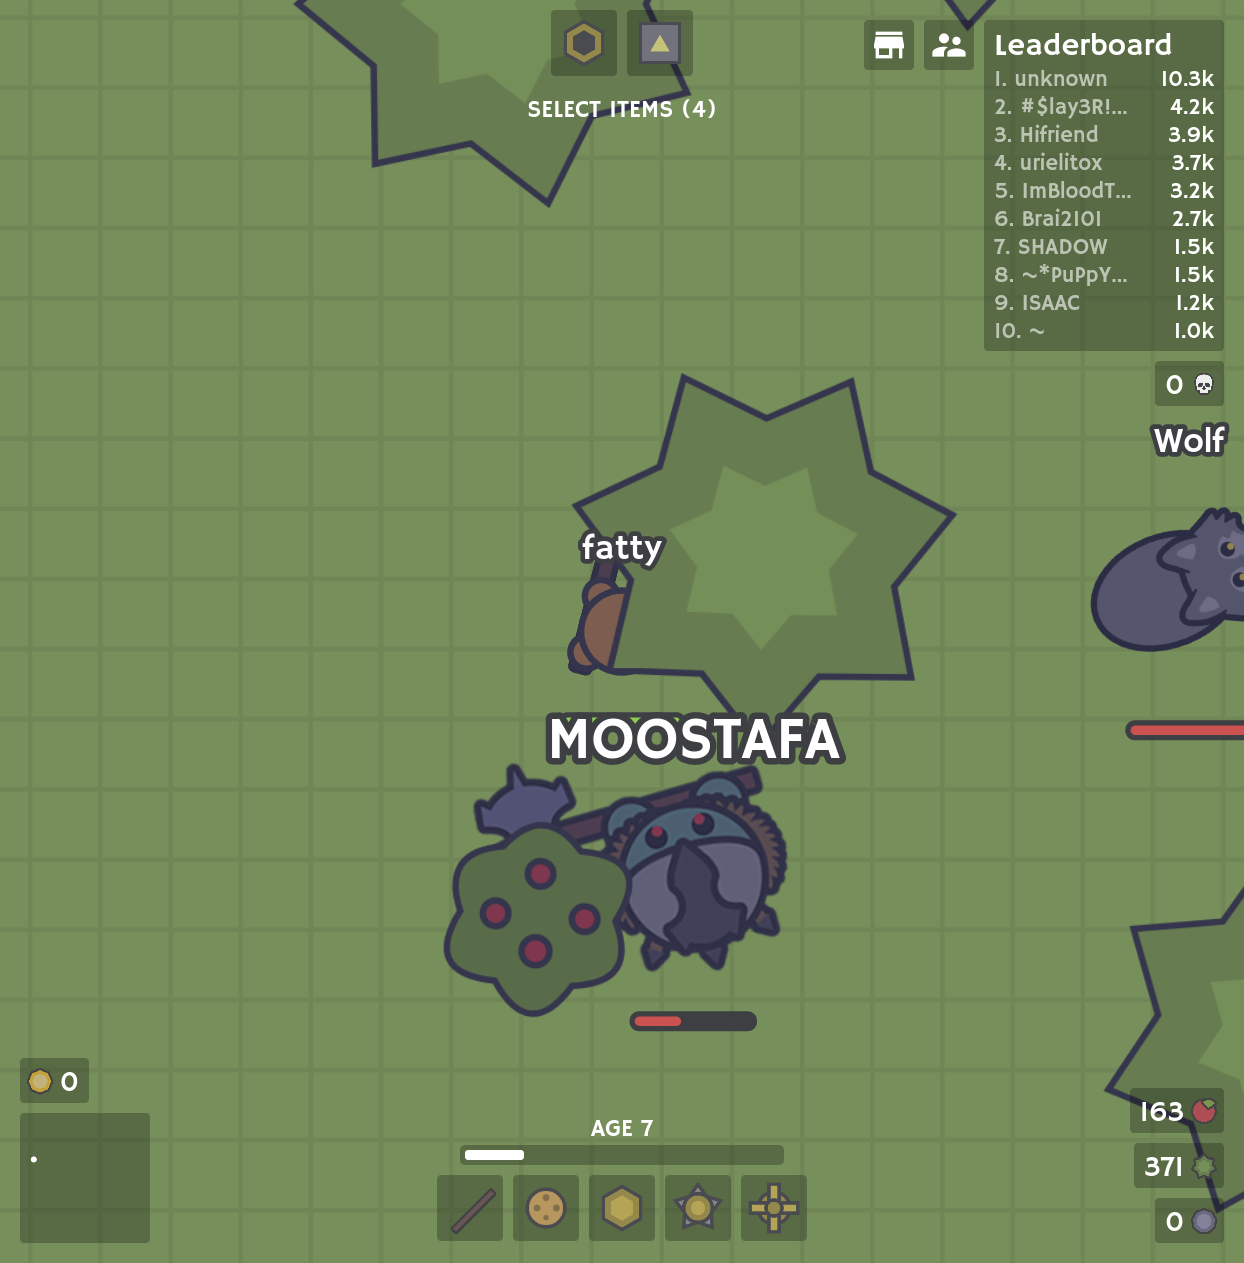 SELECT ITEMS (4)
Leaderboard
1. unknown 10.3k
2. #$lay3R!... 4.2k
3. Hifriend 3.9k
4. urielitox 3.7k
5. ImBloodT... 3.2k
6. Brai2101 2.7k
7. SHADOW 1.5k
8. ~*PuPpY... 1.5k
9. ISAAC 1.2k
10. ~ 1.0k
0
Wolf
fatty
MOOSTAFA
0
AGE 7
163
371
0